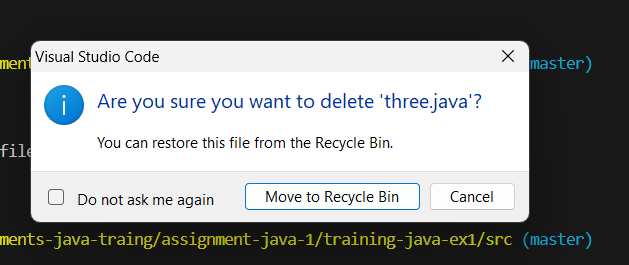 ments (master)
Visual Studio Code
Are you sure you want to delete 'three.java'?
You can restore this file from the Recycle Bin.
file
Do not ask me again
Move to Recycle Bin
Cancel
ments-java-traing/assignment-java-1/training-java-ex1/src (master)